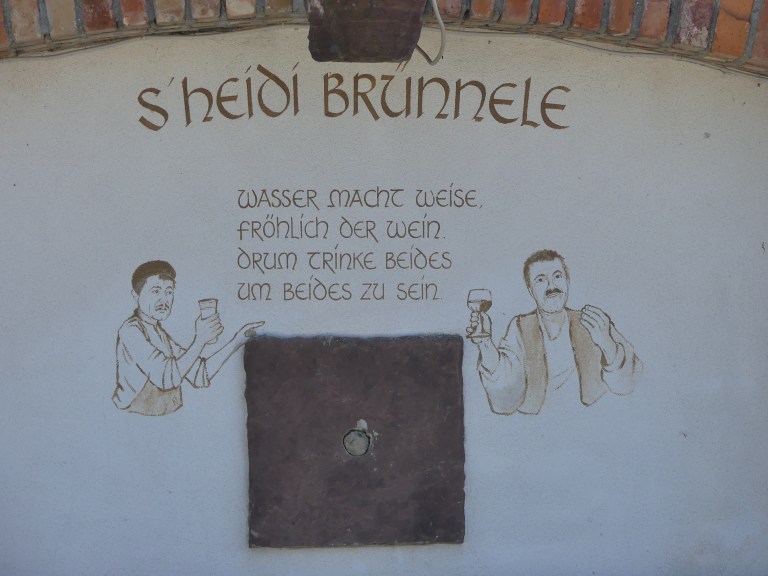 s'Heidi Brünnele
Wasser macht Weise,
fröhlich der Wein.
Drum trinke beides
um beides zu sein.